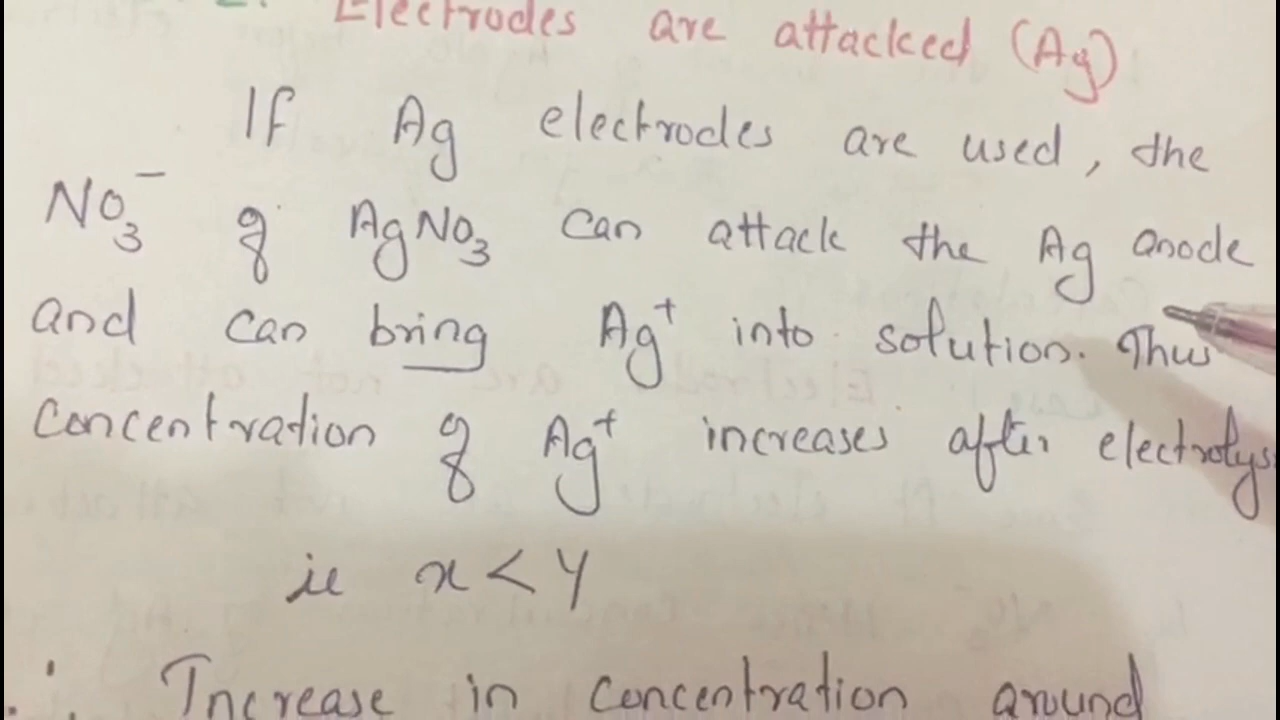 2. Electrodes are attacked (Ag)
If Ag electrodes are used, the
NO₃⁻ of AgNO₃ can attack the Ag anode
and can bring Ag⁺ into solution. Thus
Concentration of Ag⁺ increases after electrolys
ie x < y
∴ Increase in concentration around